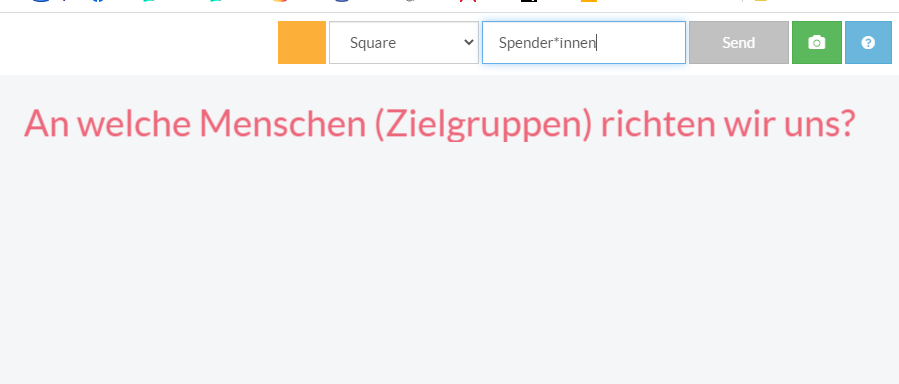 Square
Spender*innen
Send
An welche Menschen (Zielgruppen) richten wir uns?